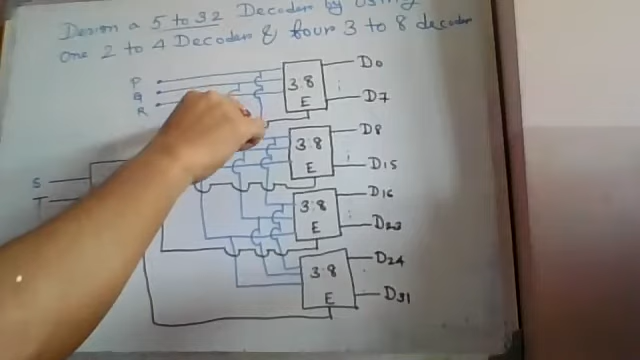 Design a 5 to 32 Decoder by Using
One 2 to 4 Decoder & four 3 to 8 decoder
P
Q
R
3:8
E
D0
D7
3:8
E
D8
D15
S
T
3:8
E
D16
D23
3:8
E
D24
D31